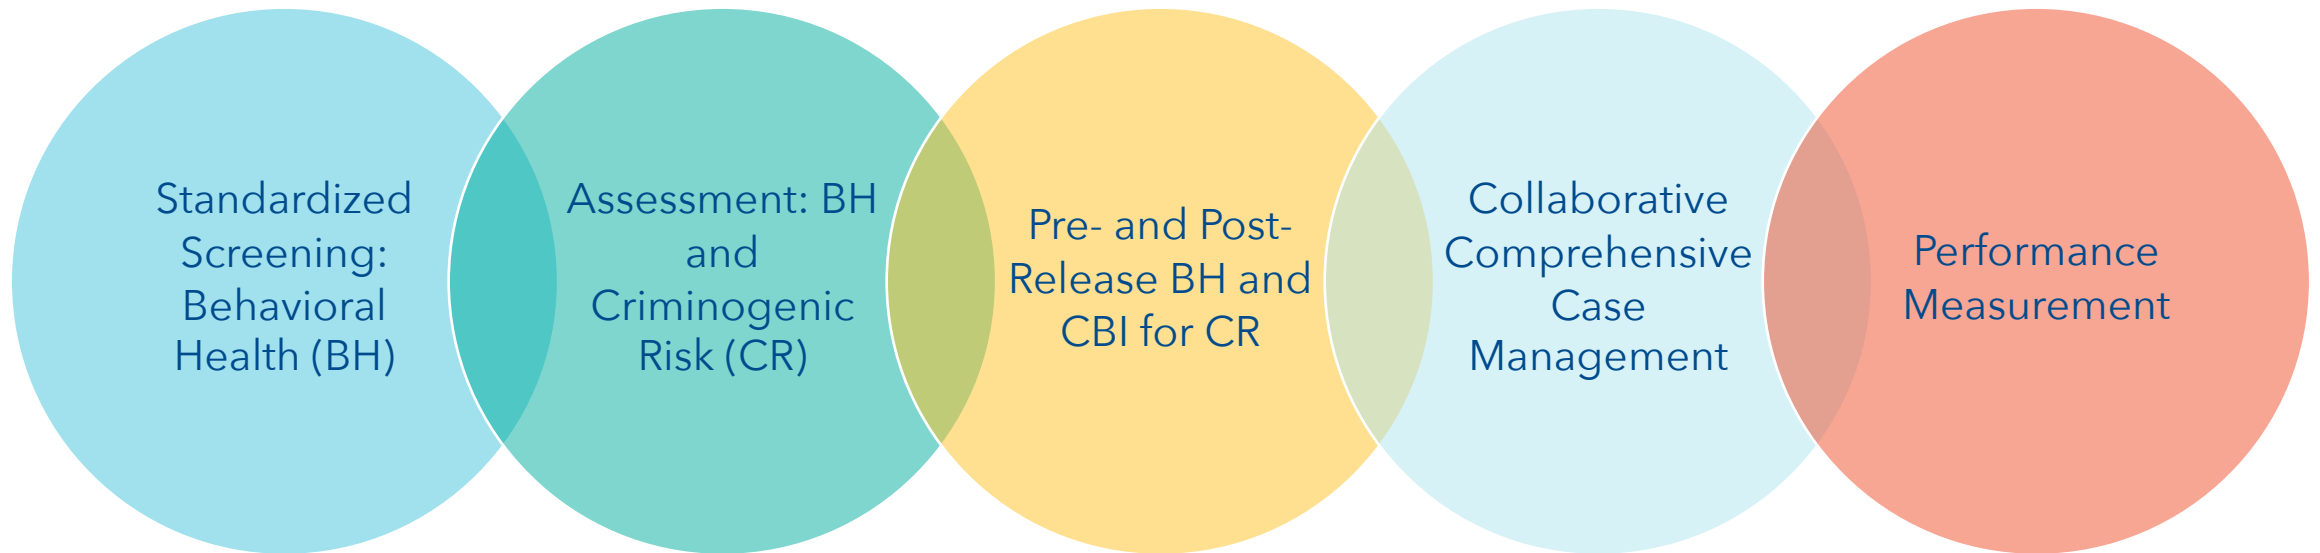 Standardized
Screening:
Behavioral
Health (BH)
Assessment: BH
and
Criminogenic
Risk (CR)
Pre- and Post-
Release BH and
CBI for CR
Collaborative
Comprehensive
Case
Management
Performance
Measurement